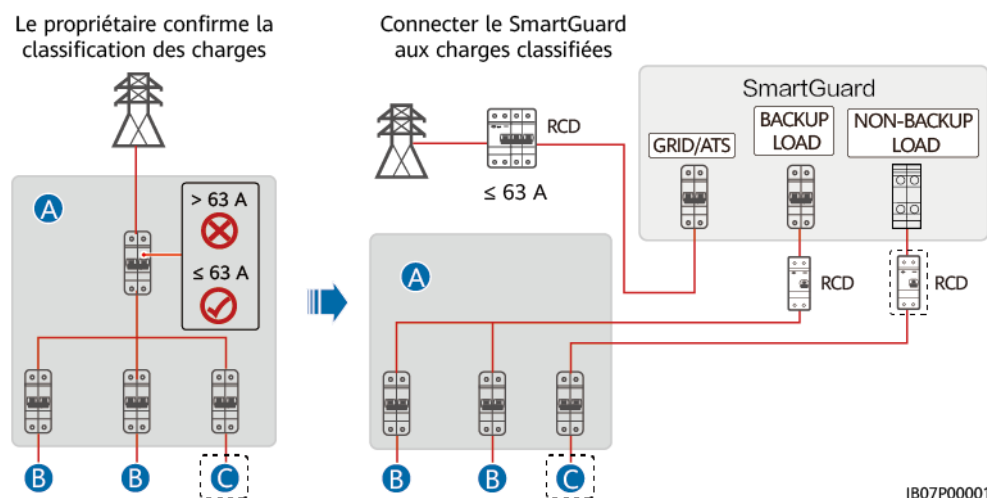 Le propriétaire confirme la
classification des charges
A
> 63 A
≤ 63 A
B
B
C
Connecter le SmartGuard
aux charges classifiées
RCD
≤ 63 A
SmartGuard
GRID/ATS
BACKUP
LOAD
NON-BACKUP
LOAD
RCD
RCD
A
B
B
C
IB07P00001